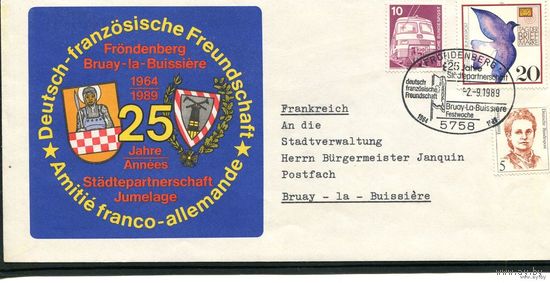 ★ Deutsch-französische Freundschaft ★
Fröndenberg
Bruay-la-Buissière
1964
1989
25
Jahre
Années
Städtepartnerschaft
Jumelage
Amitié franco-allemande
10
20
5
FRÖNDENBERG
25 Jahre
Städtepartnerschaft
-2.-9.1989
deutsch
französische
Freundschaft
Bruay-La-Buissière
Festwoche
1964
5758
Frankreich
An die
Stadtverwaltung
Herrn Bürgermeister Janquin
Postfach
Bruay - la - Buissière